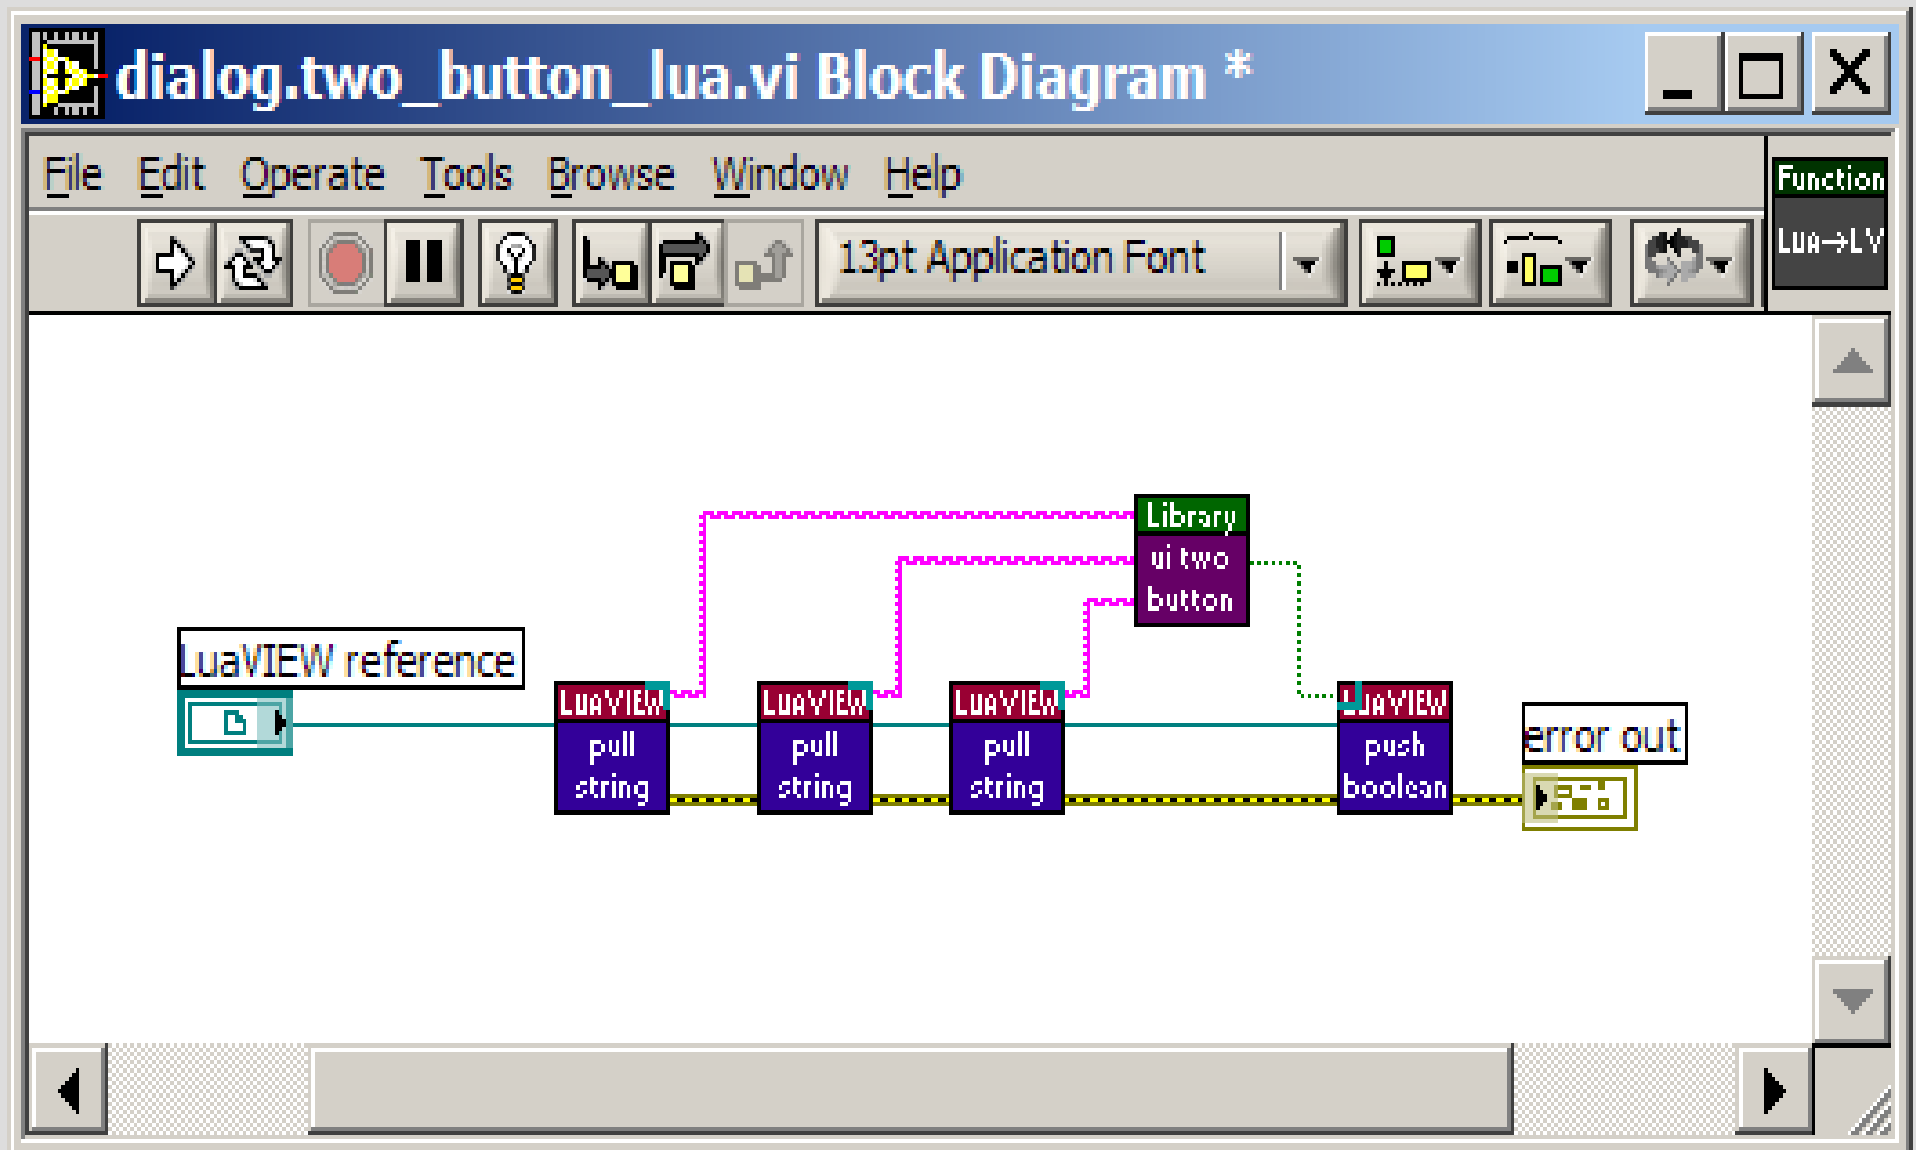 dialog.two_button_lua.vi Block Diagram *
File Edit Operate Tools Browse Window Help
Function
Lua→LV
13pt Application Font
Library
ui two
button
LuaVIEW reference
LuaVIEW
pull
string
LuaVIEW
pull
string
LuaVIEW
pull
string
LuaVIEW
push
boolean
error out